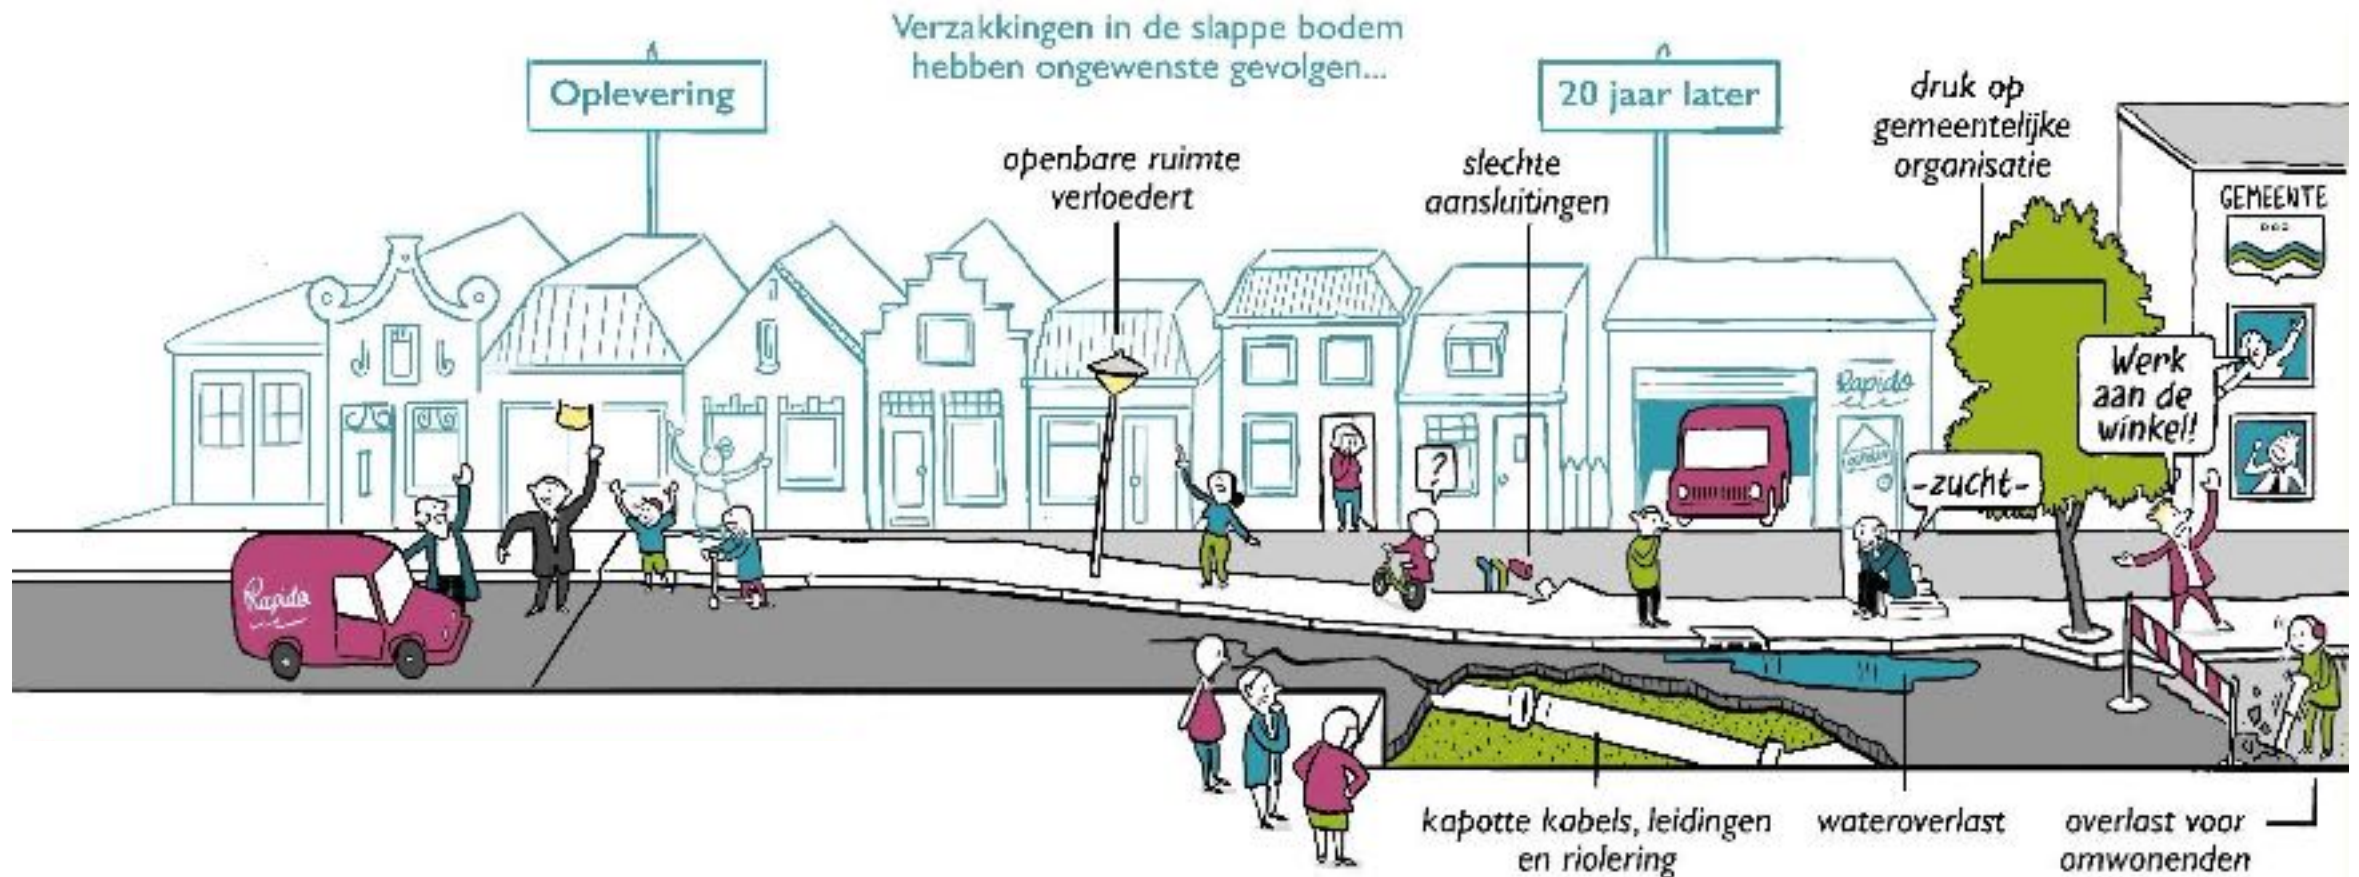 Verzakkingen in de slappe bodem
hebben ongewenste gevolgen...
Oplevering
20 jaar later
openbare ruimte
verloedert
slechte
aansluitingen
druk op
gemeentelijke
organisatie
GEMEENTE
Werk
aan de
winkel!
Rapido
?
-zucht-
Rapido
kapotte kabels, leidingen
en riolering
wateroverlast
overlast voor
omwonenden